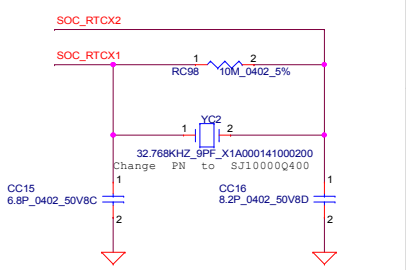 SOC_RTCX2
SOC_RTCX1
1 2
RC98 10M_0402_5%
YC2
1 2
32.768KHZ_9PF_X1A000141000200
Change PN to SJ10000Q400
CC15 1 CC16 1
6.8P_0402_50V8C 8.2P_0402_50V8D
2 2